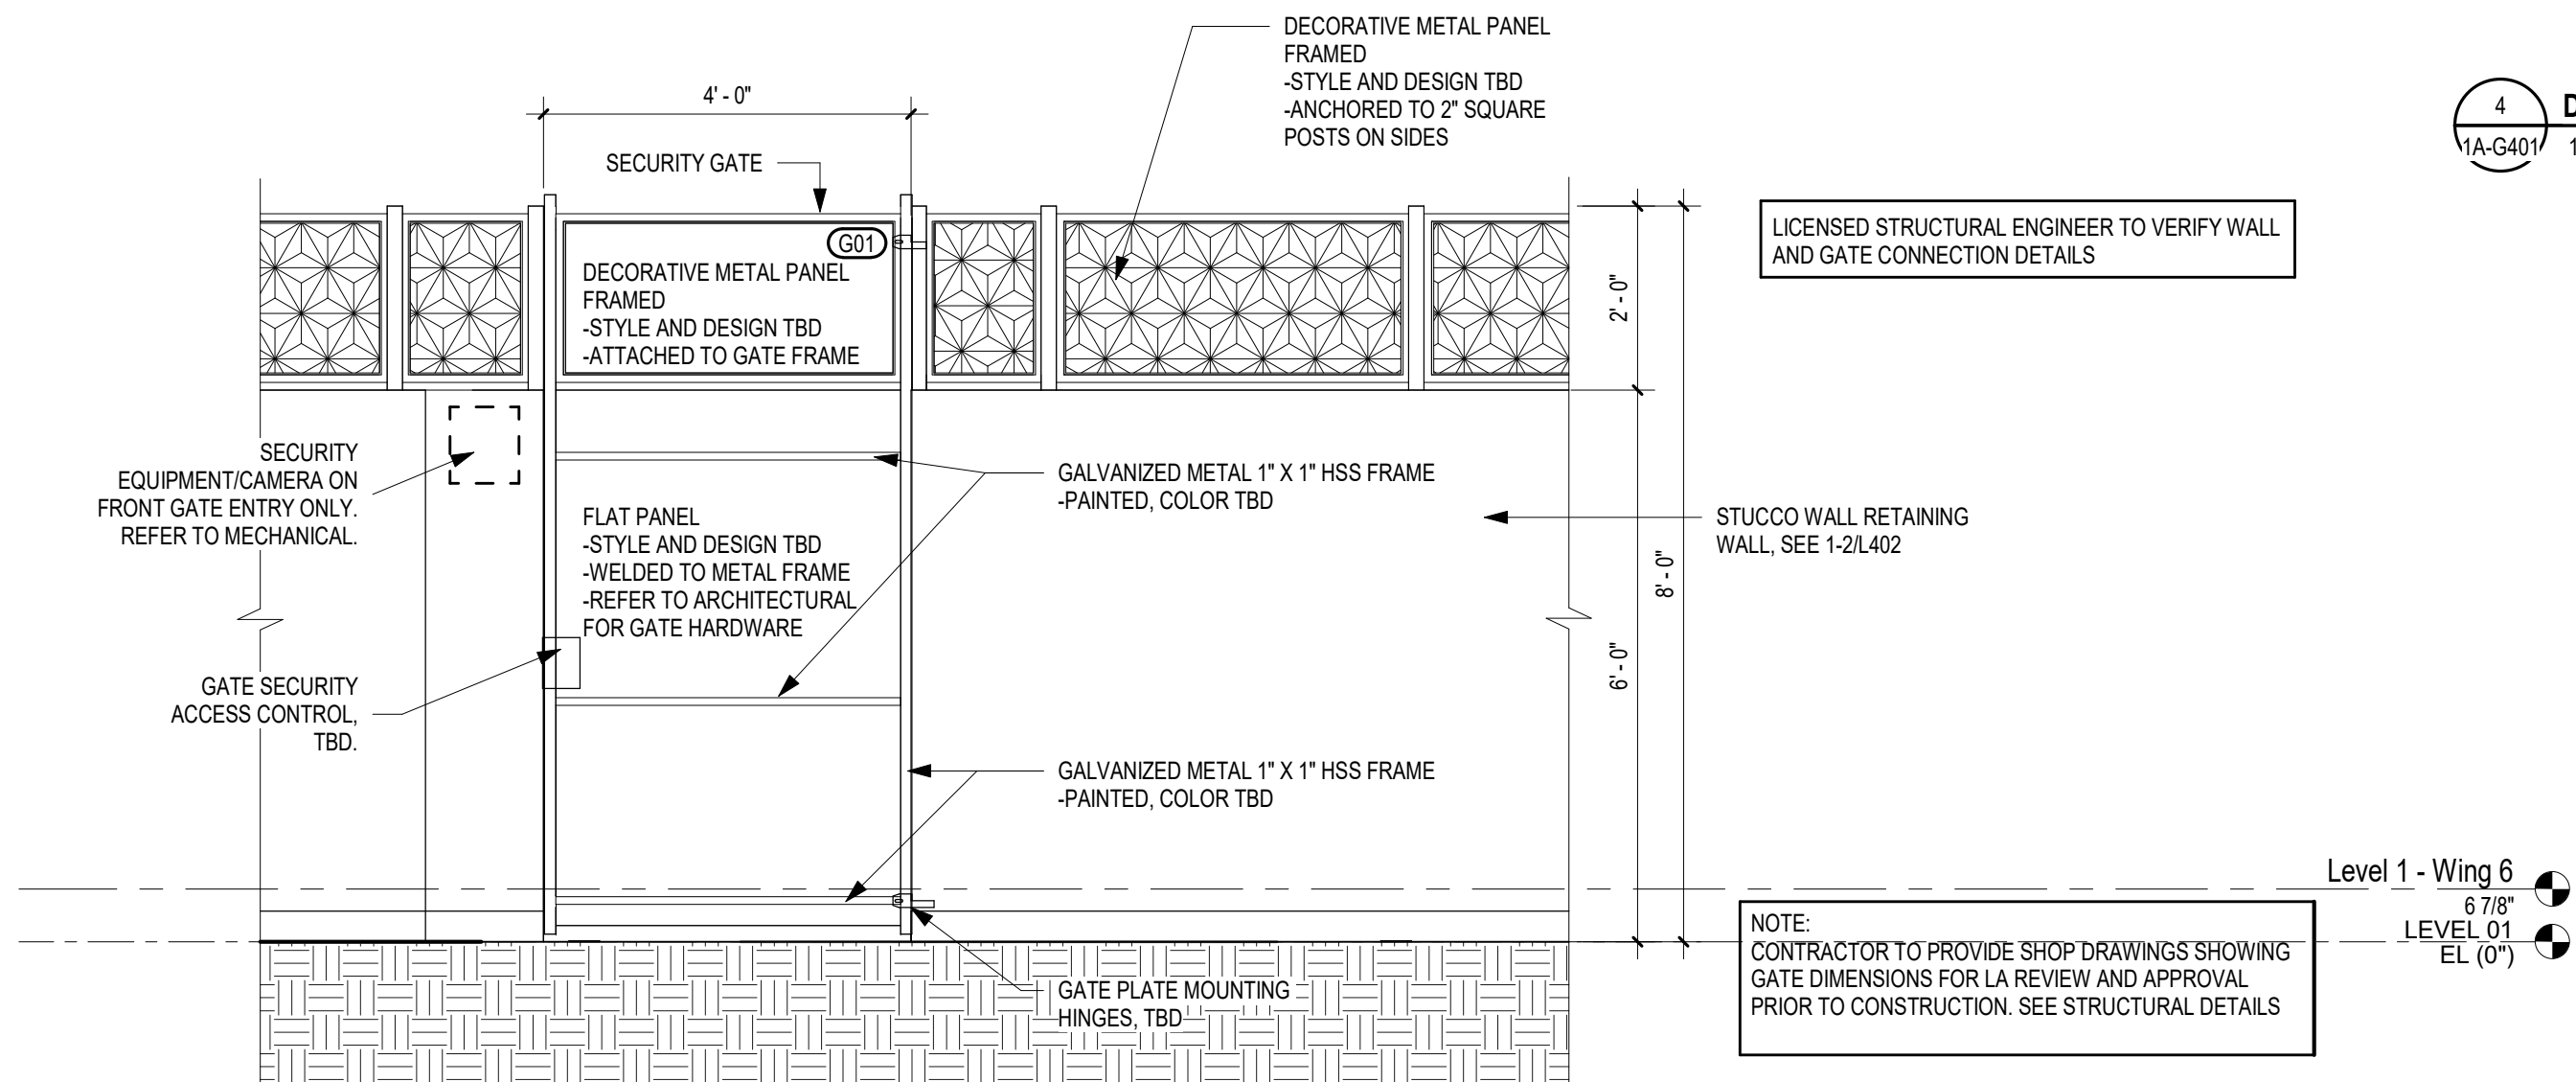 DECORATIVE METAL PANEL
FRAMED
-STYLE AND DESIGN TBD
-ANCHORED TO 2" SQUARE
POSTS ON SIDES
4
1A-G401
4' - 0"
SECURITY GATE
G01
DECORATIVE METAL PANEL
FRAMED
-STYLE AND DESIGN TBD
-ATTACHED TO GATE FRAME
LICENSED STRUCTURAL ENGINEER TO VERIFY WALL
AND GATE CONNECTION DETAILS
2' - 0"
8' - 0"
6' - 0"
SECURITY
EQUIPMENT/CAMERA ON
FRONT GATE ENTRY ONLY.
REFER TO MECHANICAL.
FLAT PANEL
-STYLE AND DESIGN TBD
-WELDED TO METAL FRAME
-REFER TO ARCHITECTURAL
FOR GATE HARDWARE
GALVANIZED METAL 1" X 1" HSS FRAME
-PAINTED, COLOR TBD
STUCCO WALL RETAINING
WALL, SEE 1-2/L402
GATE SECURITY
ACCESS CONTROL,
TBD.
GALVANIZED METAL 1" X 1" HSS FRAME
-PAINTED, COLOR TBD
GATE PLATE MOUNTING
HINGES, TBD
Level 1 - Wing 6
6 7/8"
LEVEL 01
EL (0")
NOTE:
CONTRACTOR TO PROVIDE SHOP DRAWINGS SHOWING
GATE DIMENSIONS FOR LA REVIEW AND APPROVAL
PRIOR TO CONSTRUCTION. SEE STRUCTURAL DETAILS